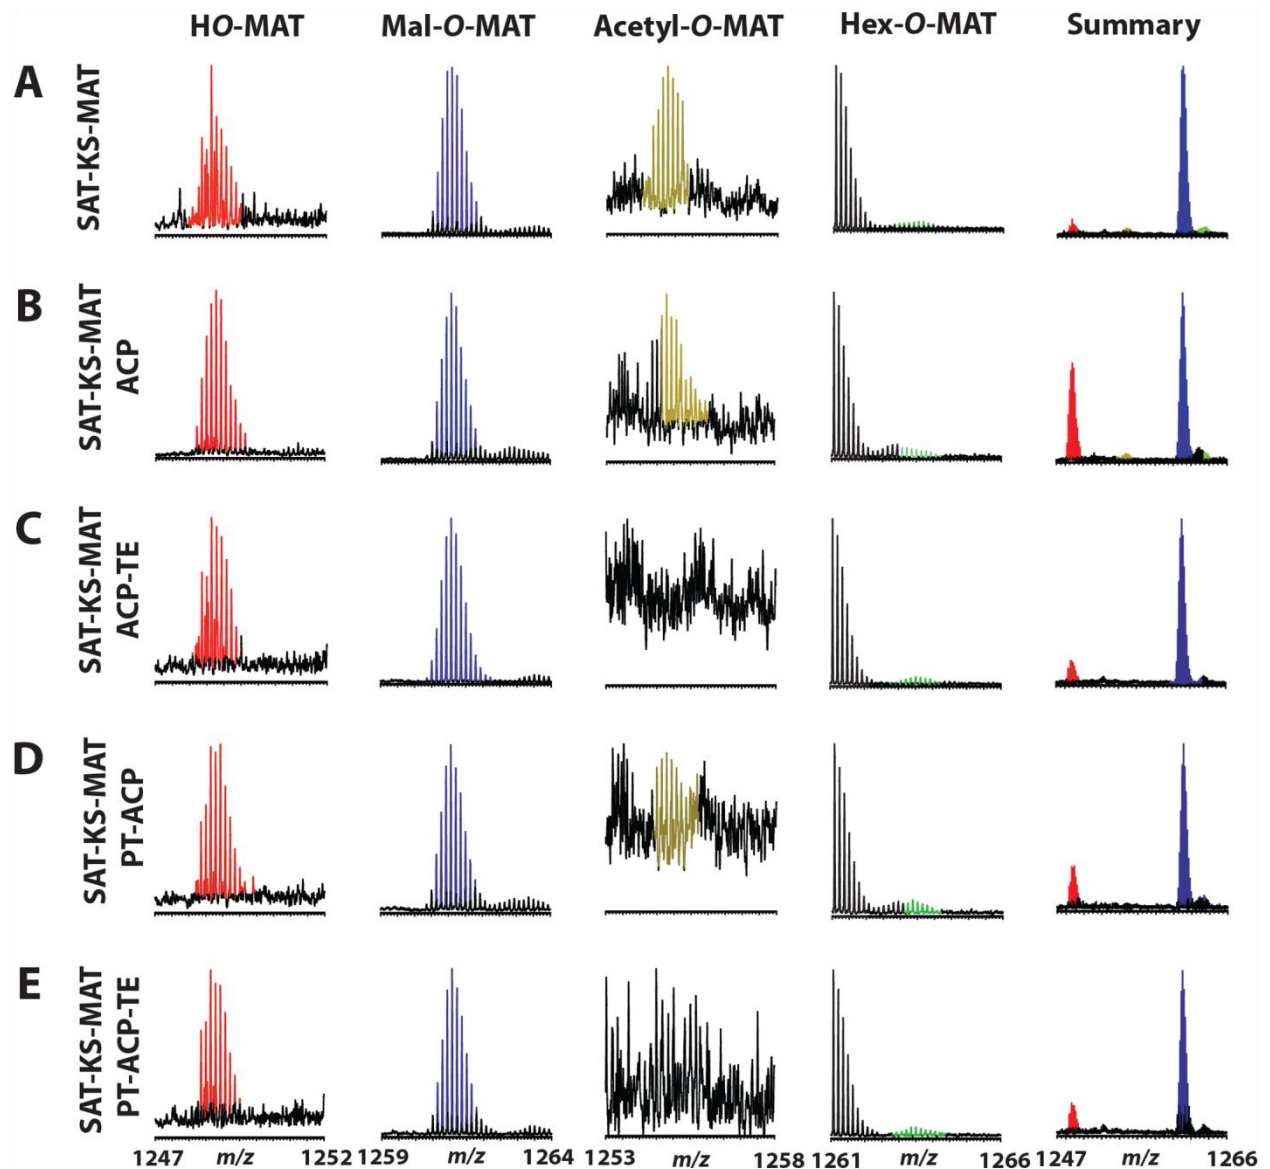 HO-MAT Mal-O-MAT Acetyl-O-MAT Hex-O-MAT Summary
A SAT-KS-MAT
B SAT-KS-MAT
ACP
C SAT-KS-MAT
ACP-TE
D SAT-KS-MAT
PT-ACP
E SAT-KS-MAT
PT-ACP-TE
1247 m/z 1252 1259 m/z 1264 1253 m/z 1258 1261 m/z 1266 1247 m/z 1266